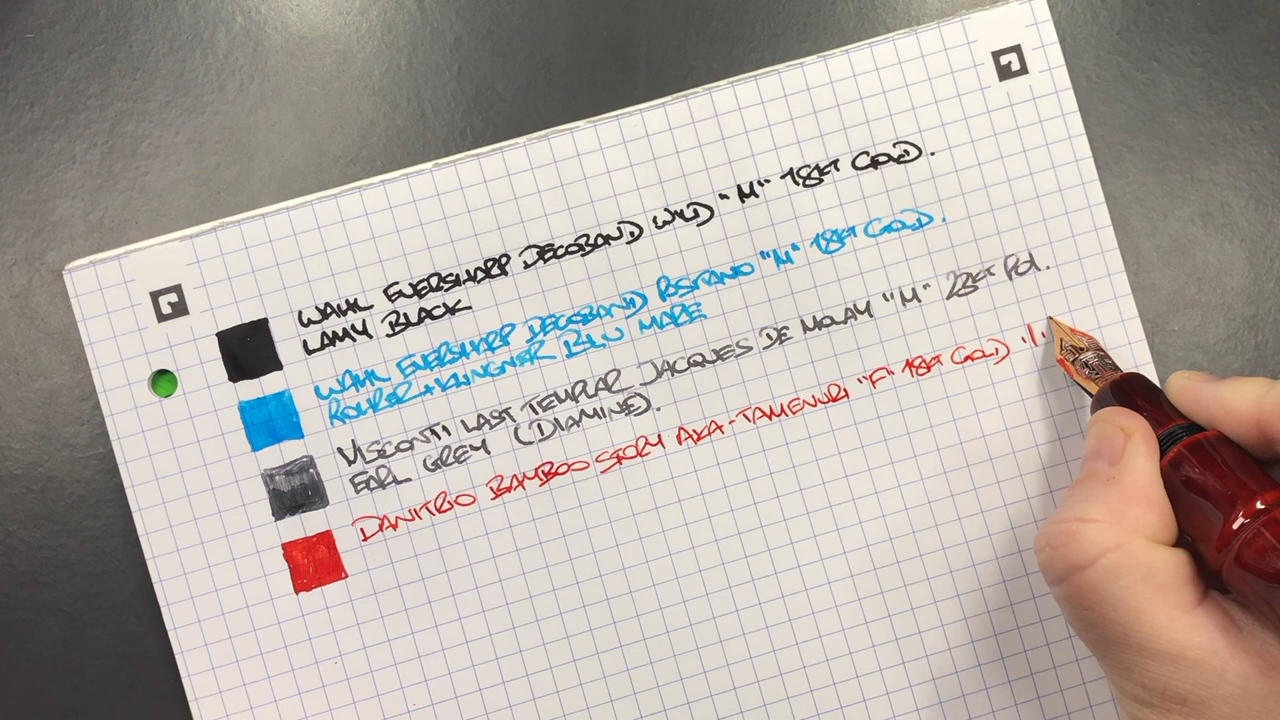 WAHL EVERSHARP DECOBAND WILD "M" 18KT GOLD.
LAMY BLACK
WAHL EVERSHARP DECOBAND POSITANO "M" 18KT GOLD.
ROHRER+KLINGNER BLU MARE
VISCONTI LAST TEMPLAR JACQUES DE MOLAY "M" 23KT Pd.
EARL GREY (DIAMINE).
DANITRIO BAMBOO STORY AKA-TAMENURI "F" 18KT GOLD